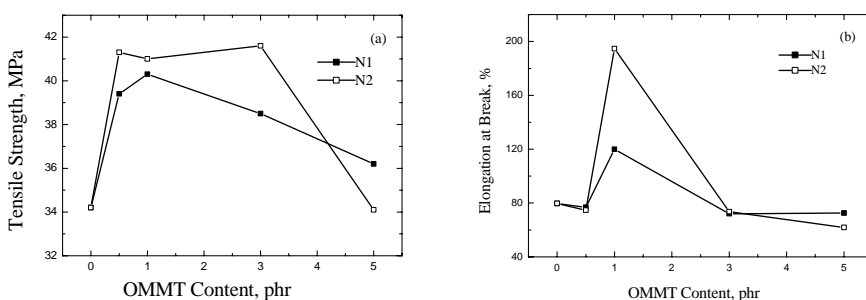 (a)
N1
N2
Tensile Strength, MPa
42
40
38
36
34
32
0 1 2 3 4 5
OMMT Content, phr
(b)
N1
N2
Elongation at Break, %
200
160
120
80
40
0 1 2 3 4 5
OMMT Content, phr